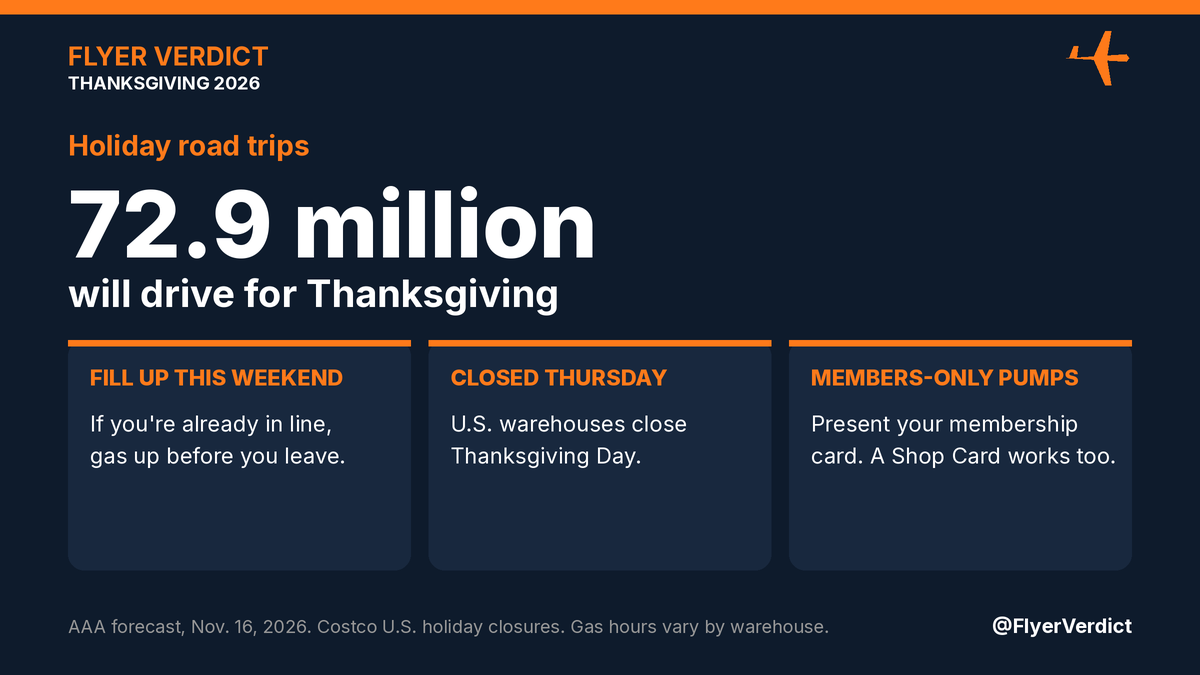 FLYER VERDICT
THANKSGIVING 2026
Holiday road trips
72.9 million
will drive for Thanksgiving
FILL UP THIS WEEKEND
If you're already in line,
gas up before you leave.
CLOSED THURSDAY
U.S. warehouses close
Thanksgiving Day.
MEMBERS-ONLY PUMPS
Present your membership
card. A Shop Card works too.
AAA forecast, Nov. 16, 2026. Costco U.S. holiday closures. Gas hours vary by warehouse.
@FlyerVerdict